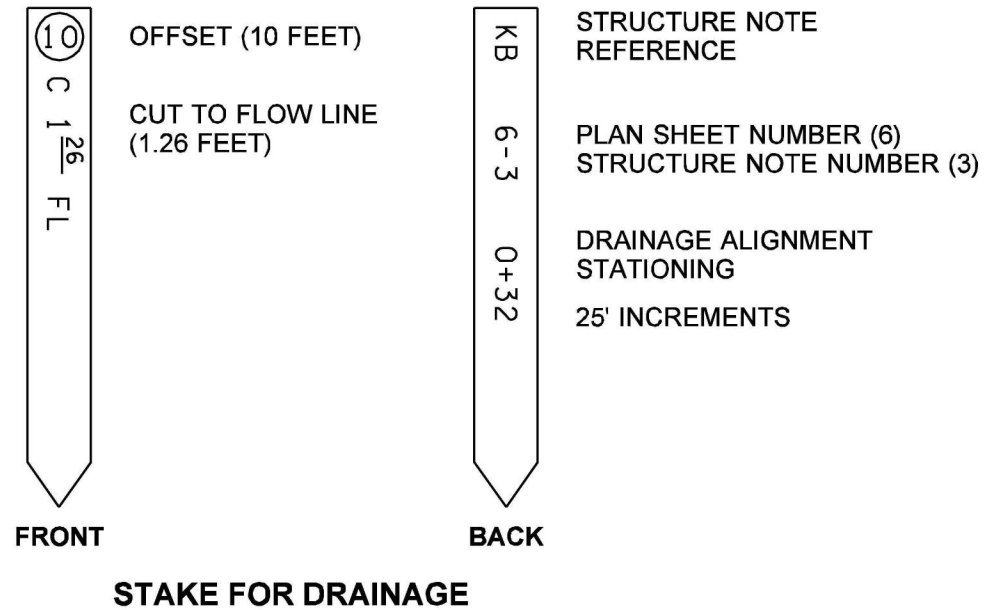 10
C 1 26 FL
OFFSET (10 FEET)
CUT TO FLOW LINE
(1.26 FEET)
FRONT
KB 6-3 0+32
STRUCTURE NOTE
REFERENCE
PLAN SHEET NUMBER (6)
STRUCTURE NOTE NUMBER (3)
DRAINAGE ALIGNMENT
STATIONING
25' INCREMENTS
BACK
STAKE FOR DRAINAGE